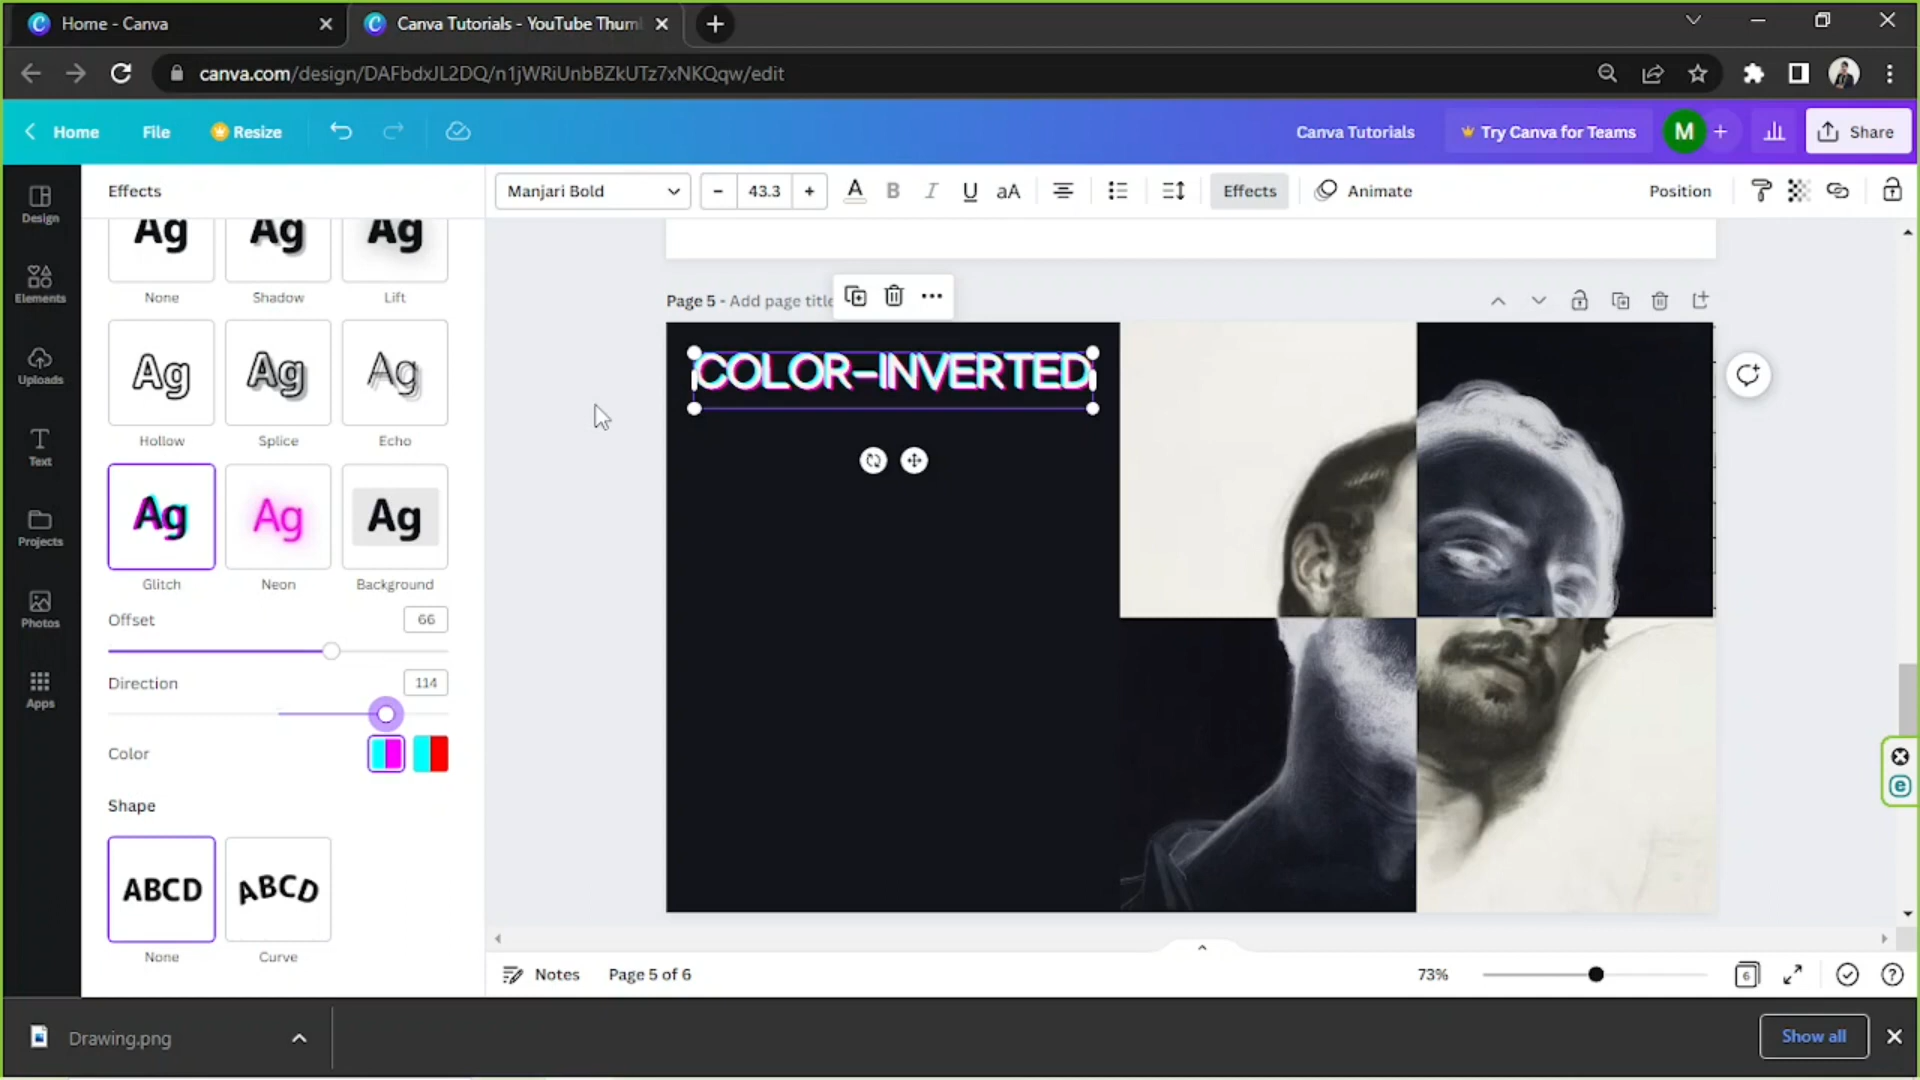 Home - Canva
Canva Tutorials - YouTube Thum
canva.com/design/DAFbdxJL2DQ/n1jWRiUnbBZkUTz7xNKQqw/edit
Home File Resize Canva Tutorials Try Canva for Teams M + Share
Effects Manjari Bold - 43.3 + A B I U aA Effects Animate Position
Design
Elements
Uploads
Text
Projects
Photos
Apps
Ag Ag Ag
None Shadow Lift
Ag Ag Ag
Hollow Splice Echo
Ag Ag Ag
Glitch Neon Background
Offset 66
Direction 114
Color
Shape
ABCD ABCD
None Curve
Page 5 - Add page title
COLOR-INVERTED
Notes Page 5 of 6 73% 6
Drawing.png Show all